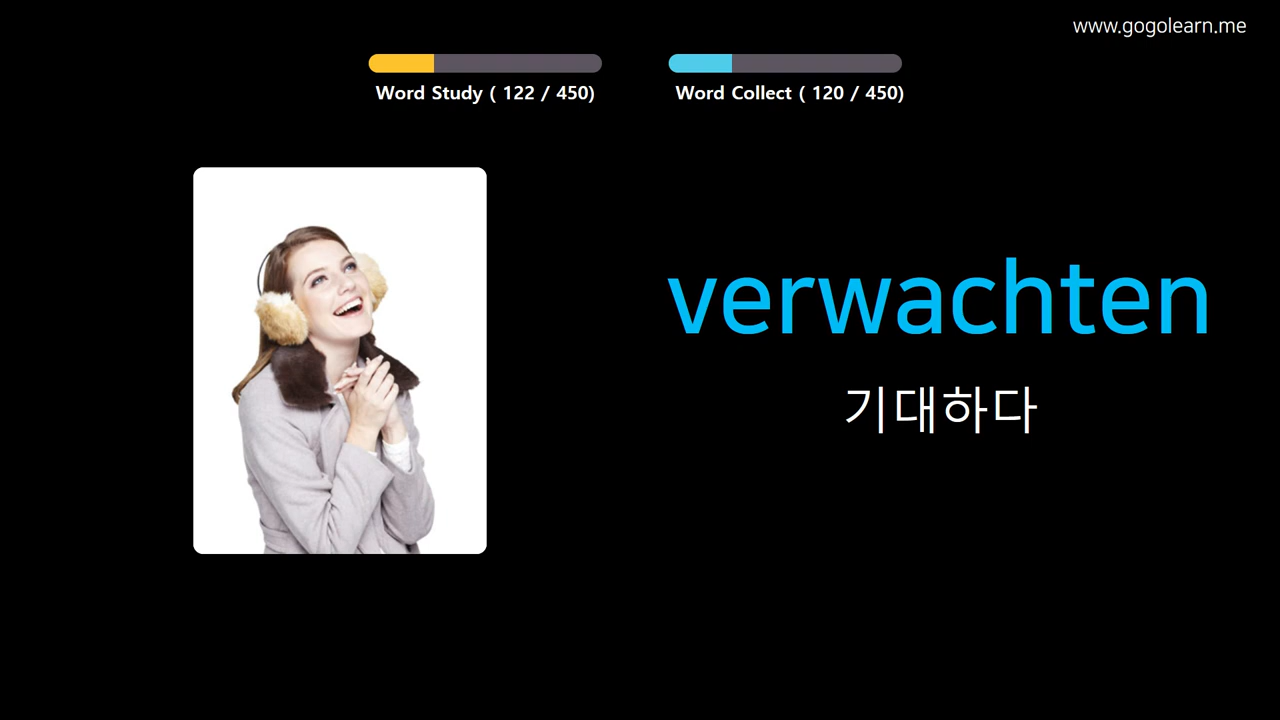 www.gogolearn.me
Word Study ( 122 / 450)
Word Collect ( 120 / 450)
verwachten
기대하다